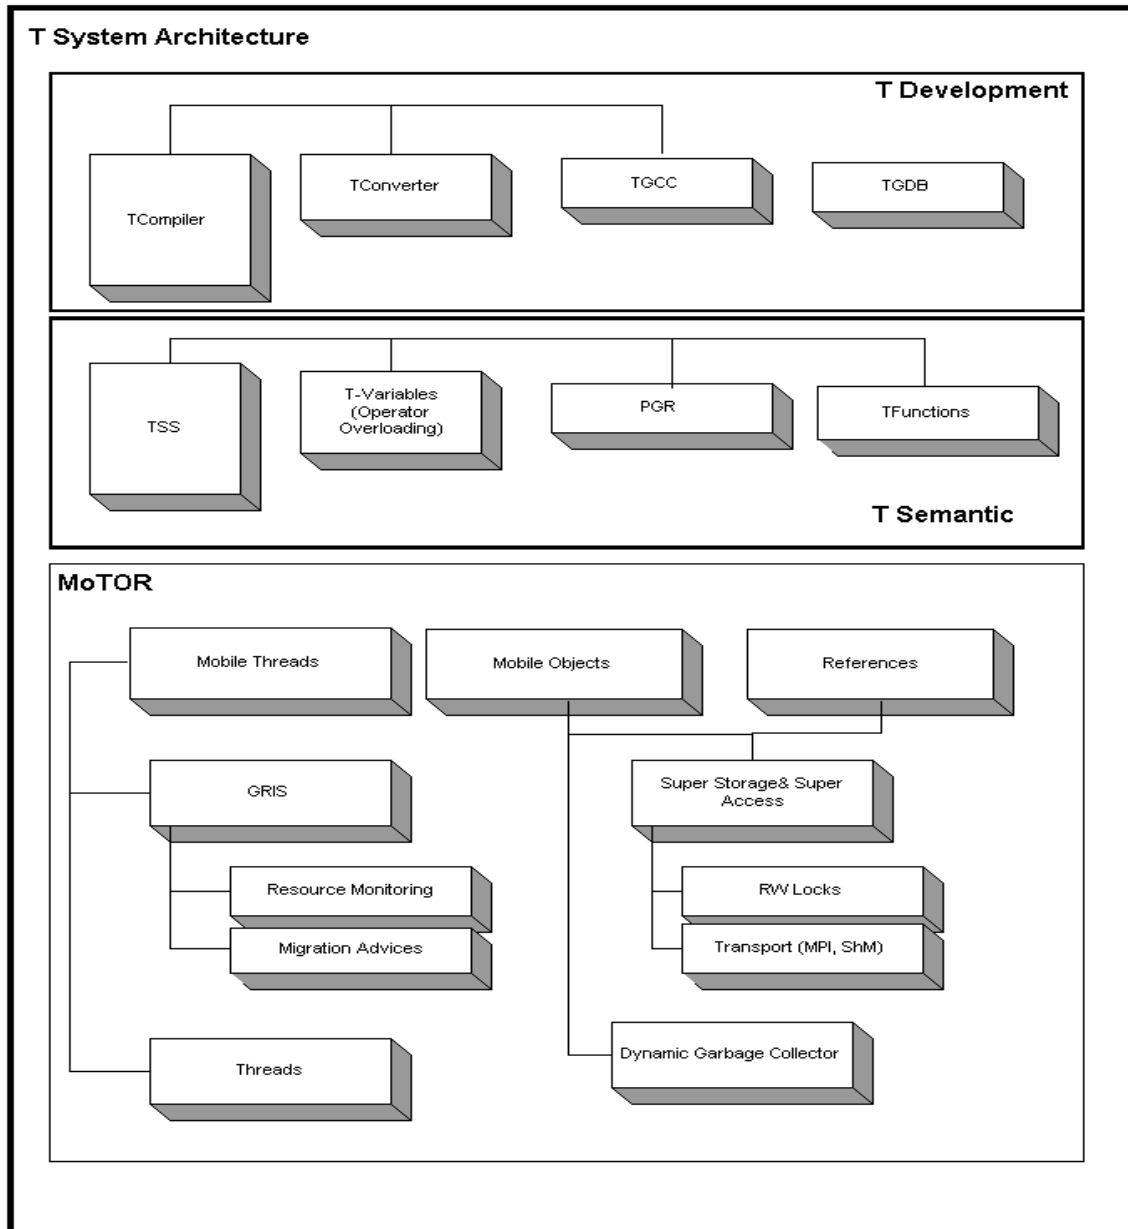 T System Architecture
T Development
TCompiler
TConverter
TGCC
TGDB
TSS
T-Variables
(Operator
Overloading)
PGR
TFunctions
T Semantic
MoTOR
Mobile Threads
Mobile Objects
References
GRIS
Super Storage& Super
Access
Resource Monitoring
RW Locks
Migration Advices
Transport (MPI, ShM)
Threads
Dynamic Garbage Collector